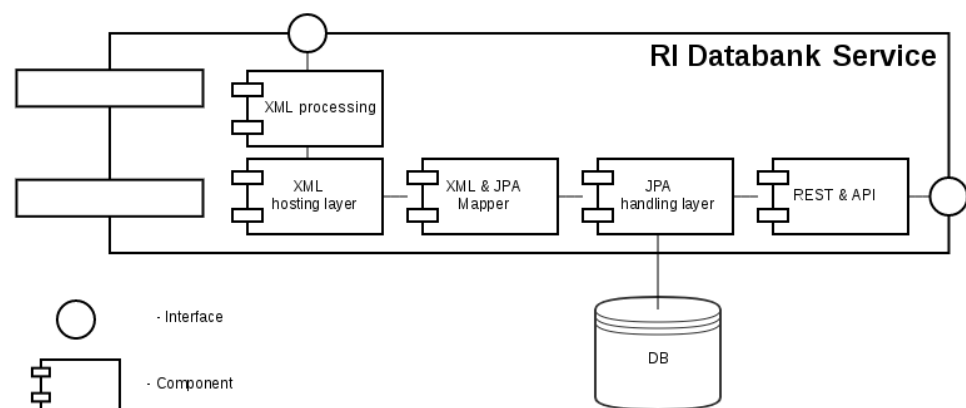 RI Databank Service
XML processing
XML
hosting layer
XML & JPA
Mapper
JPA
handling layer
REST & API
DB
- Interface
- Component